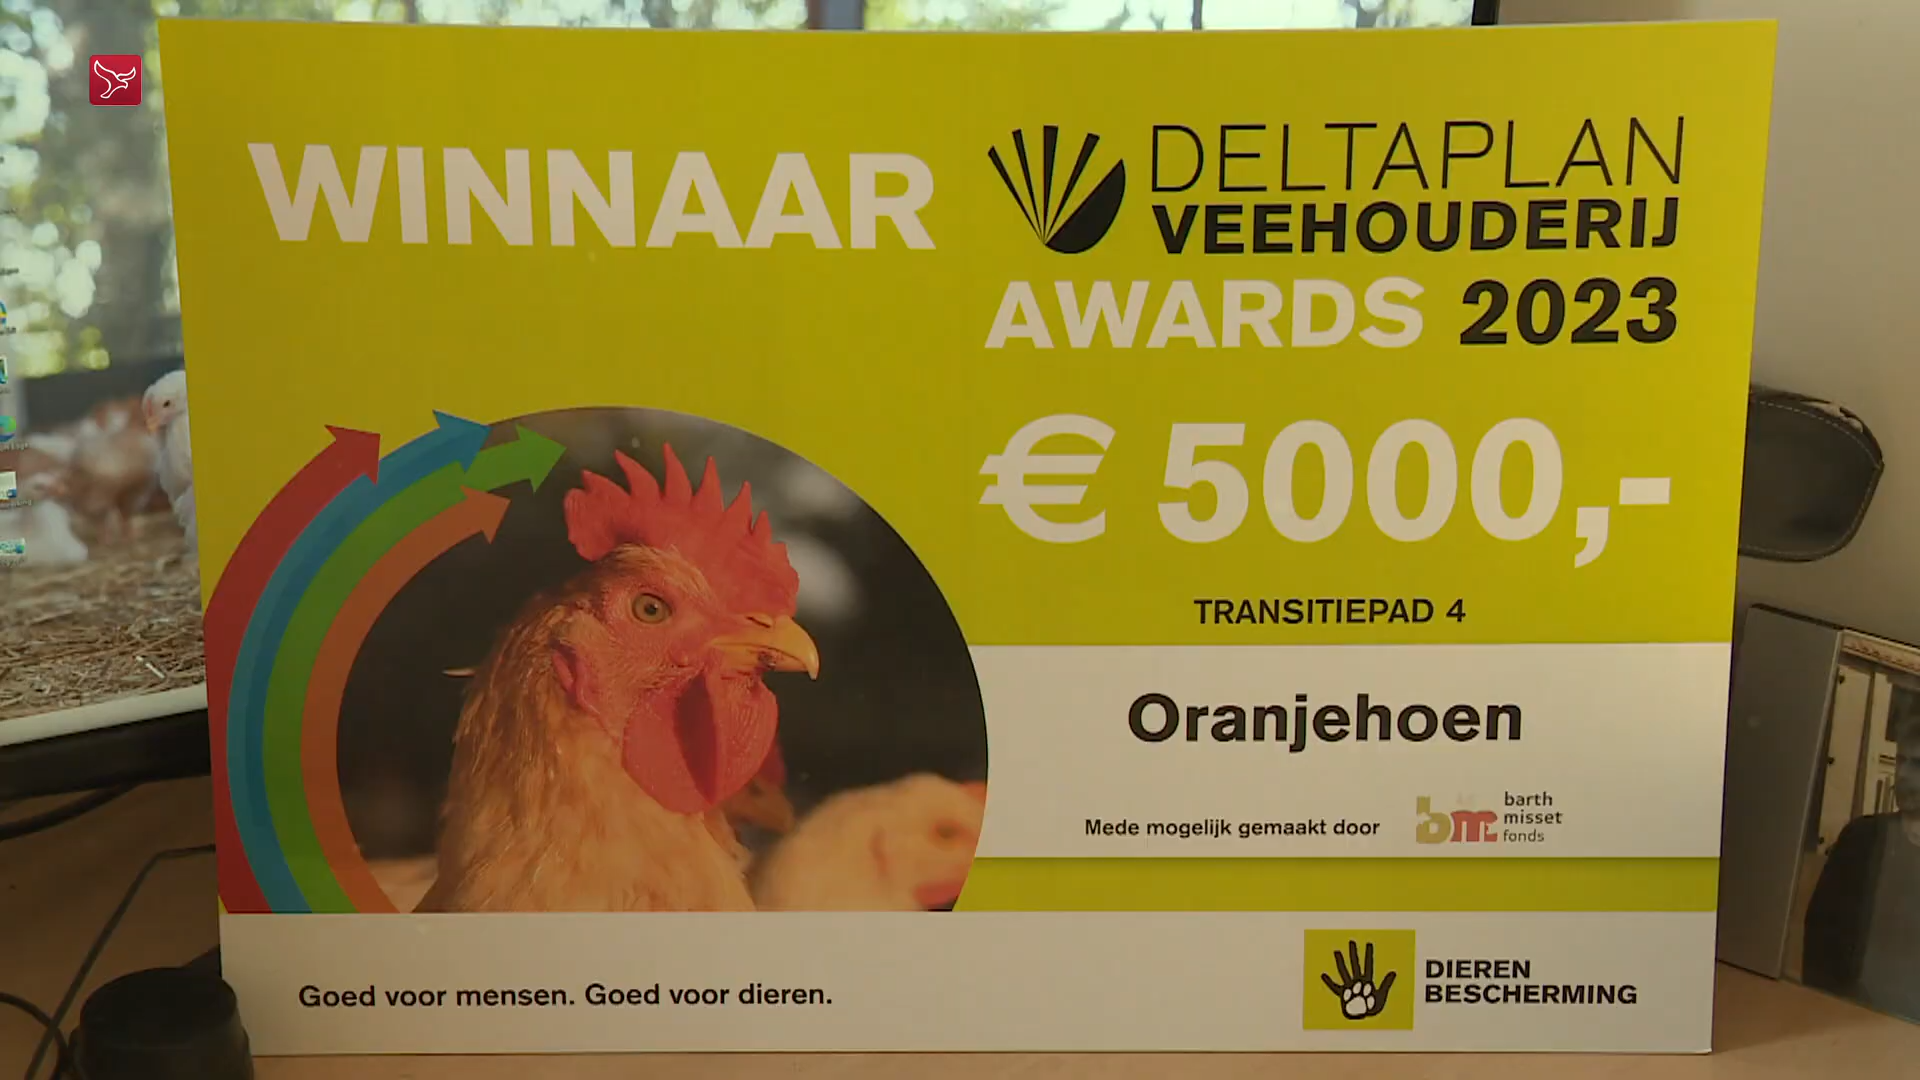 WINNAAR
DELTAPLAN
VEEHOUDERIJ
AWARDS 2023
€ 5000,-
TRANSITIEPAD 4
Oranjehoen
Mede mogelijk gemaakt door
bm
barth
misset
fonds
Goed voor mensen. Goed voor dieren.
DIEREN
BESCHERMING